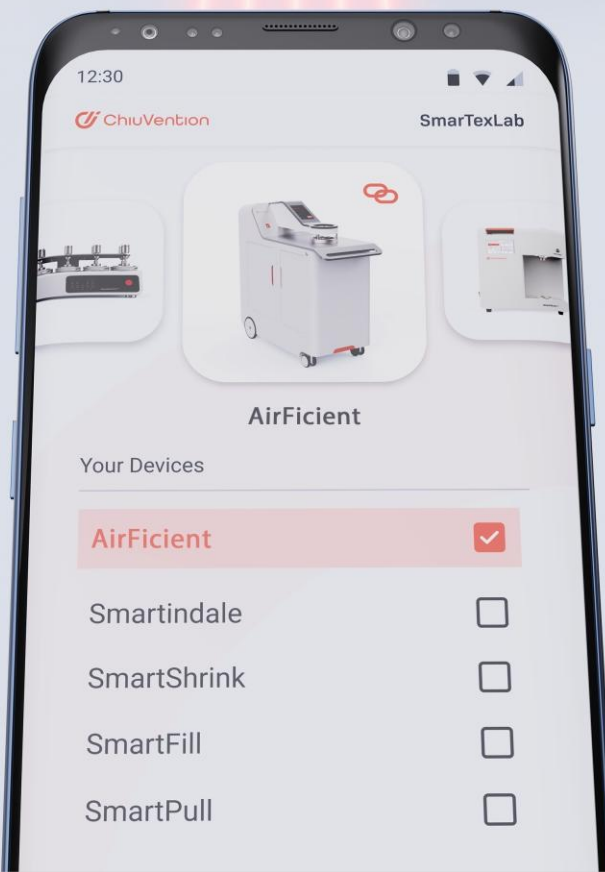 12:30
ChiuVention
SmarTexLab
AirFicient
Your Devices
AirFicient
Smartindale
SmartShrink
SmartFill
SmartPull